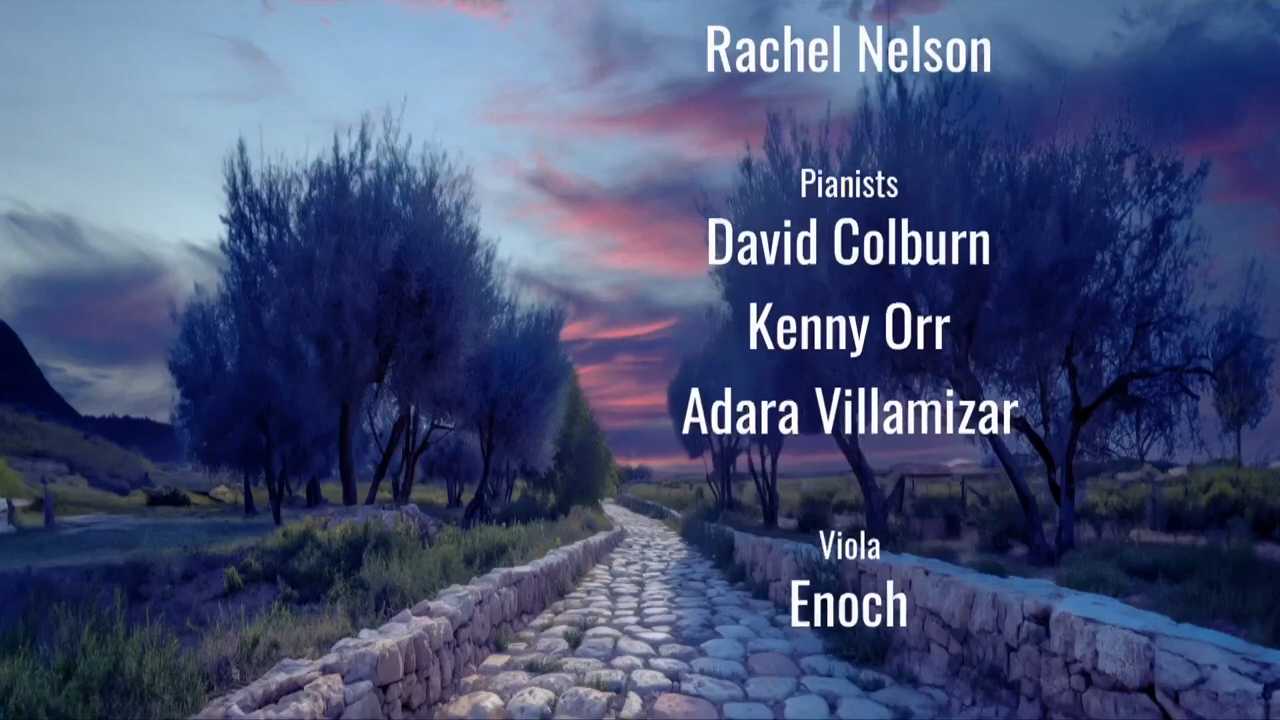 Rachel Nelson
Pianists
David Colburn
Kenny Orr
Adara Villamizar
Viola
Enoch